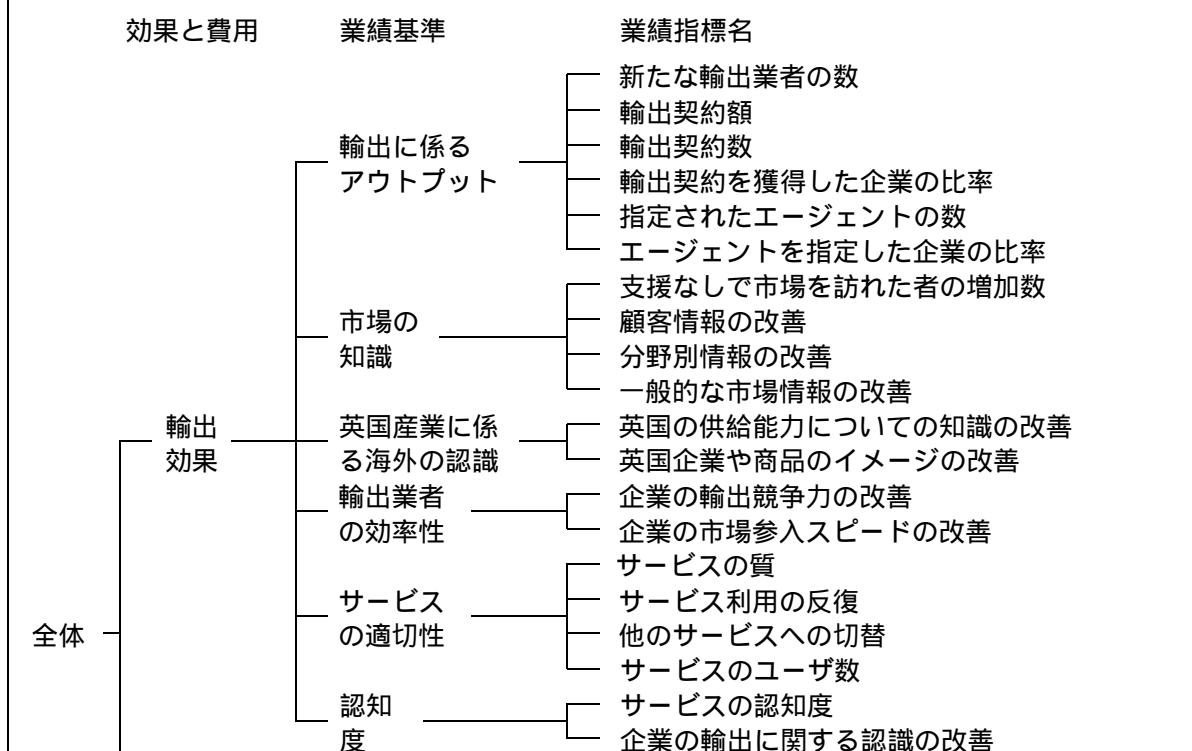 効果と費用 業績基準 業績指標名
新たな輸出業者の数
輸出契約額
輸出に係る
アウトプット
輸出契約数
輸出契約を獲得した企業の比率
指定されたエージェントの数
エージェントを指定した企業の比率
支援なしで市場を訪れた者の増加数
市場の
知識
顧客情報の改善
分野別情報の改善
一般的な市場情報の改善
輸出
効果
英国産業に係
る海外の認識
英国の供給能力についての知識の改善
英国企業や商品のイメージの改善
輸出業者
の効率性
企業の輸出競争力の改善
企業の市場参入スピードの改善
サービスの質
サービス
の適切性
サービス利用の反復
全体
他のサービスへの切替
サービスのユーザ数
認知
度
サービスの認知度
企業の輸出に関する認識の改善